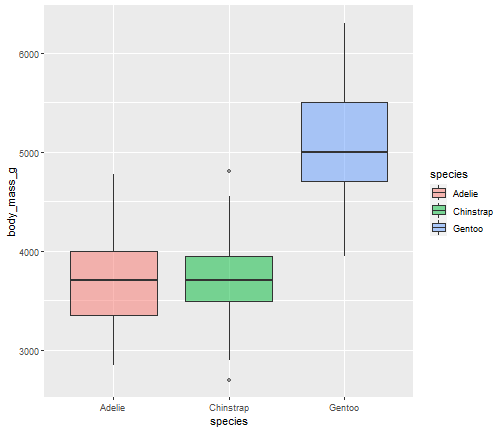 body_mass_g
6000
5000
4000
3000
Adelie
Chinstrap
Gentoo
species
species
Adelie
Chinstrap
Gentoo